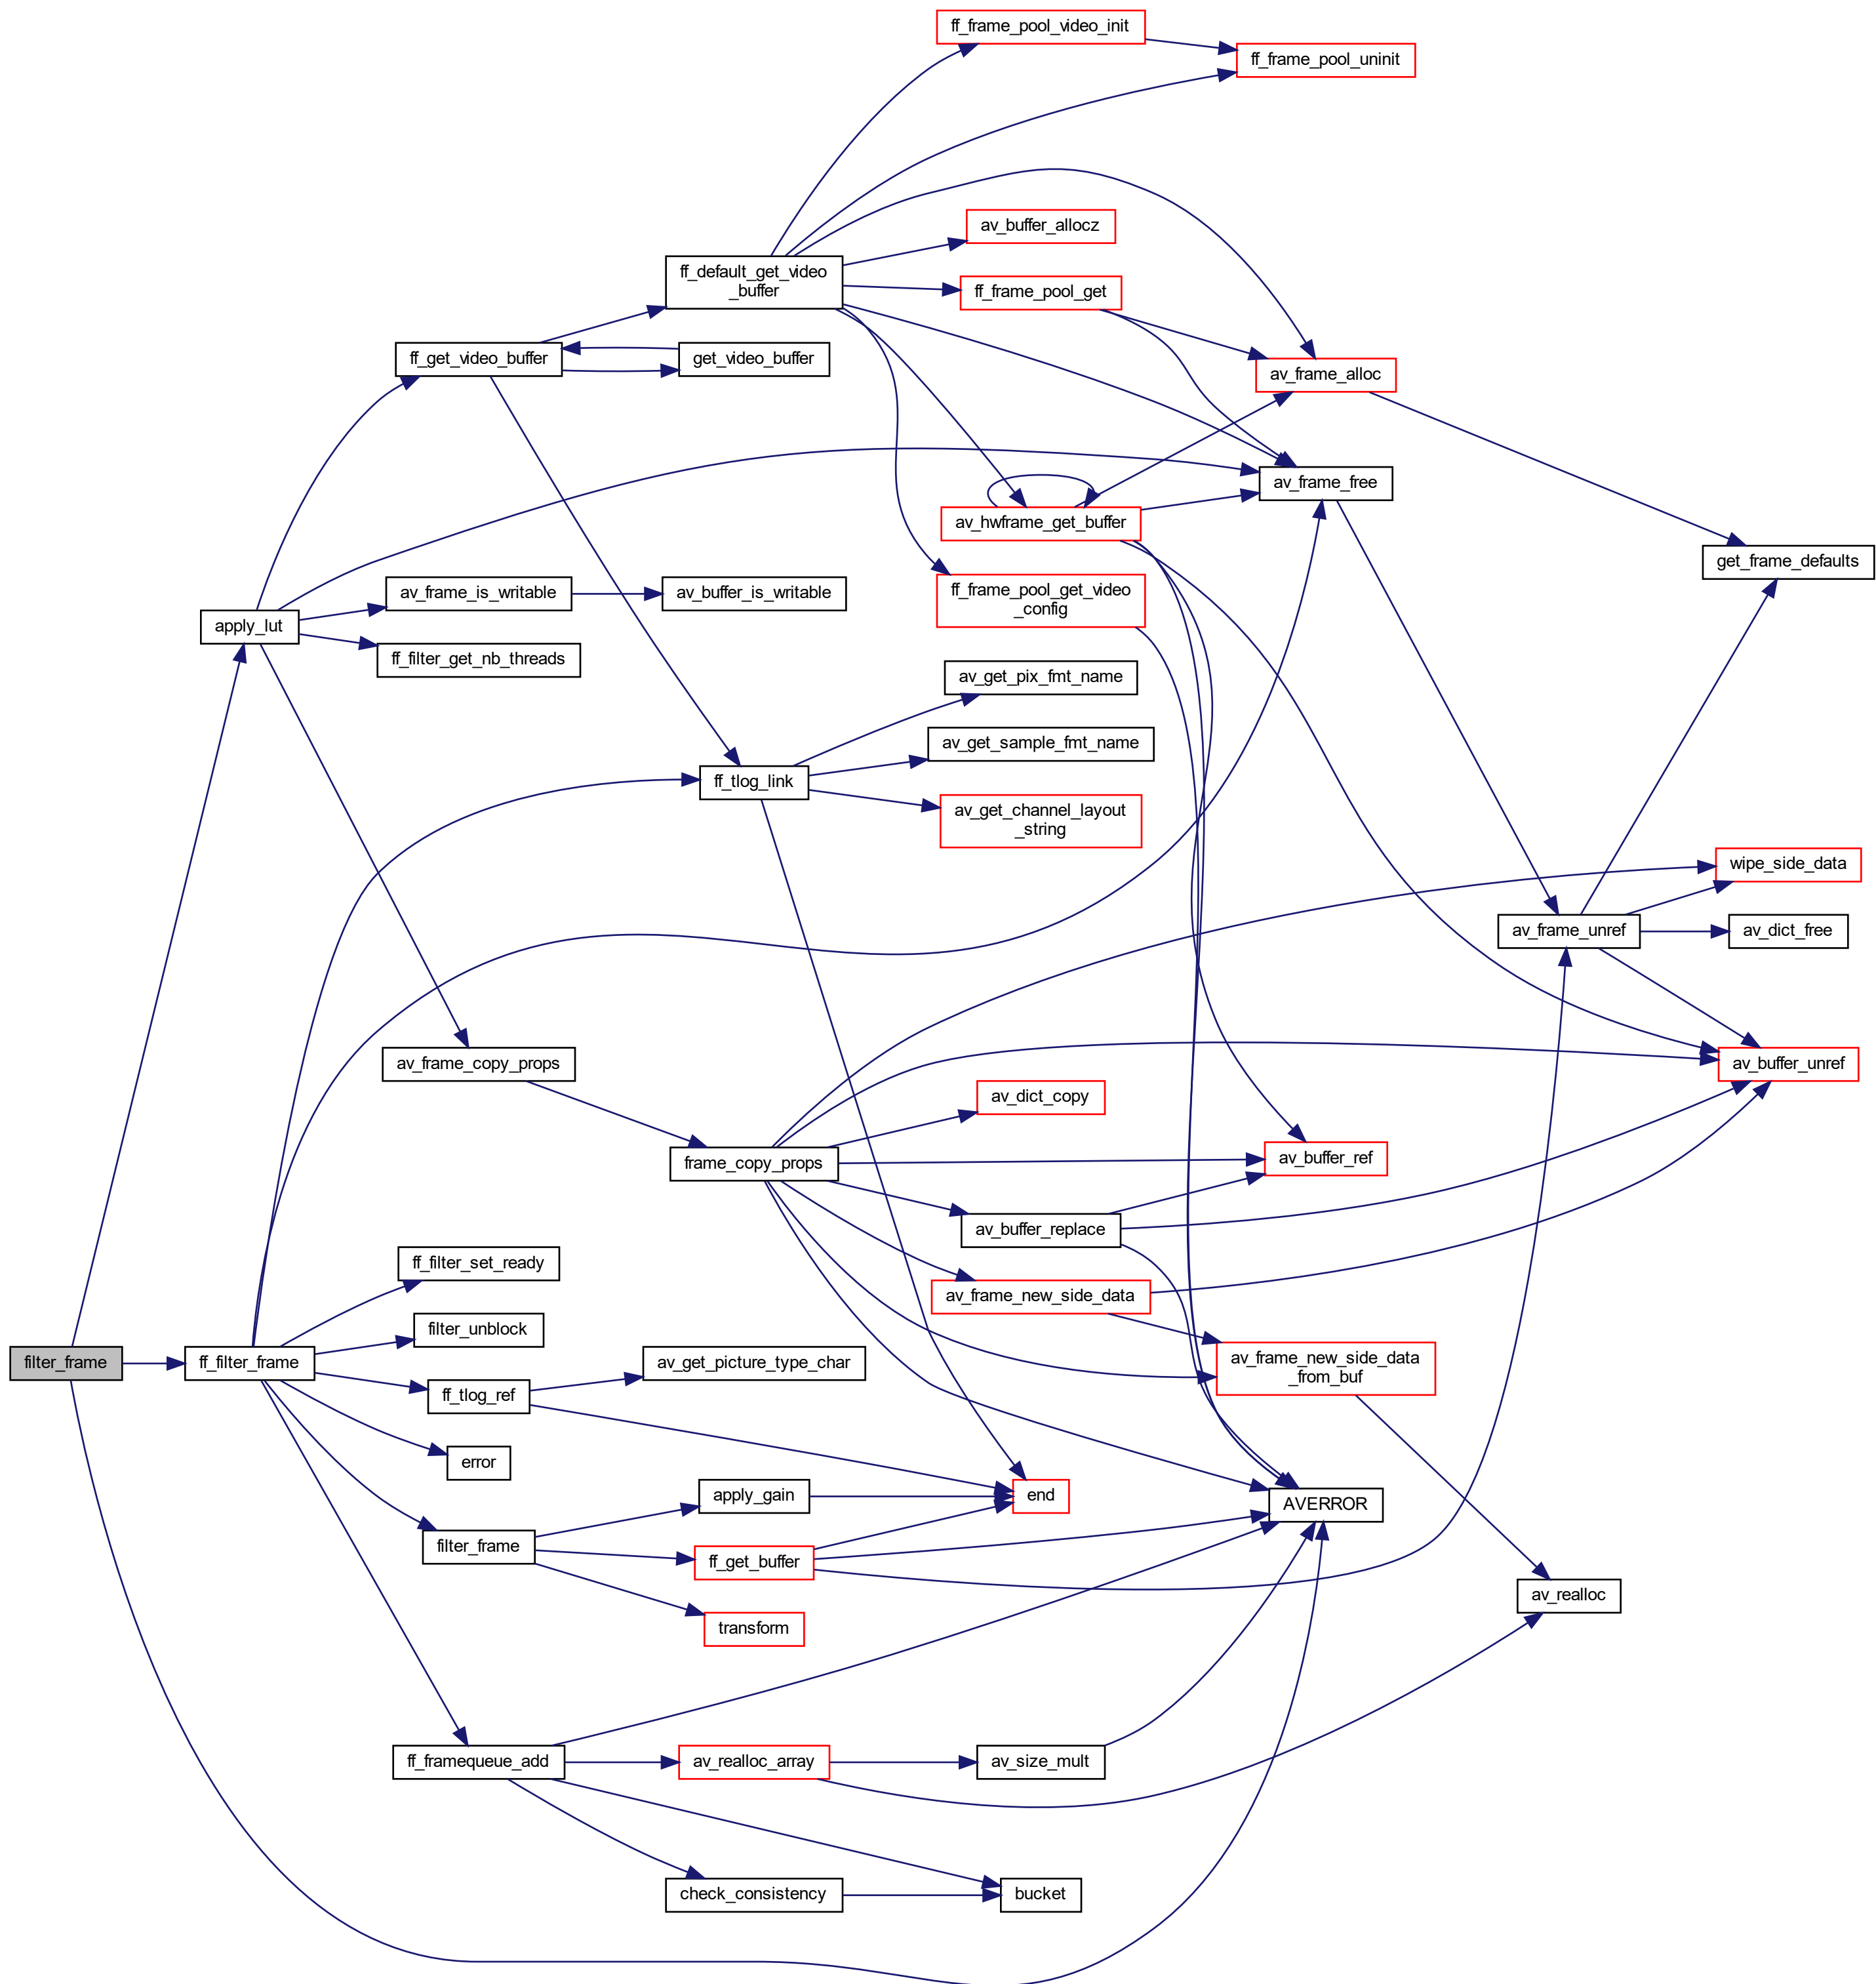 ff_frame_pool_video_init
ff_frame_pool_uninit
av_buffer_allocz
ff_default_get_video
_buffer
ff_frame_pool_get
ff_get_video_buffer
get_video_buffer
av_frame_alloc
av_frame_free
av_hwframe_get_buffer
get_frame_defaults
av_frame_is_writable
av_buffer_is_writable
ff_frame_pool_get_video
_config
apply_lut
ff_filter_get_nb_threads
av_get_pix_fmt_name
av_get_sample_fmt_name
ff_tlog_link
av_get_channel_layout
_string
wipe_side_data
av_frame_unref
av_dict_free
av_frame_copy_props
av_buffer_unref
av_dict_copy
frame_copy_props
av_buffer_ref
av_buffer_replace
ff_filter_set_ready
av_frame_new_side_data
filter_unblock
filter_frame
ff_filter_frame
av_get_picture_type_char
av_frame_new_side_data
_from_buf
ff_tlog_ref
error
apply_gain
end
AVERROR
filter_frame
ff_get_buffer
av_realloc
transform
ff_framequeue_add
av_realloc_array
av_size_mult
check_consistency
bucket